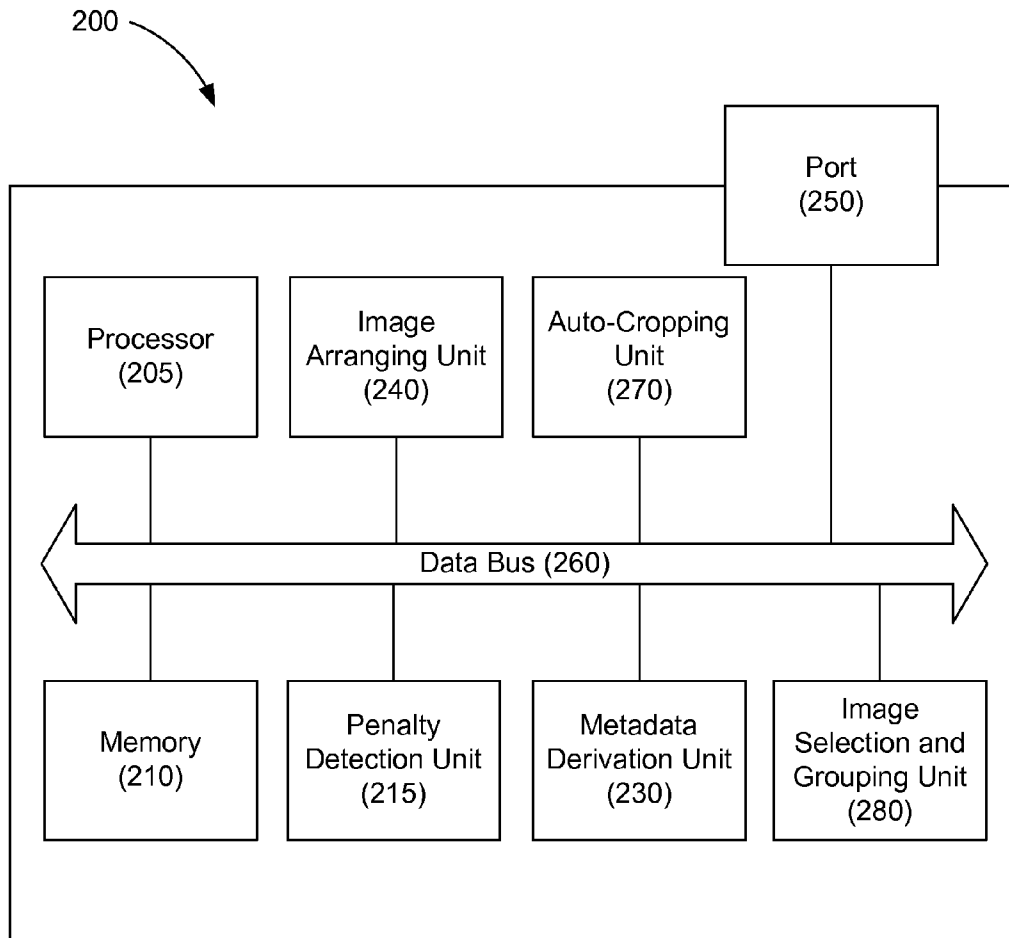 200
Port
(250)
Processor
(205)
Image
Arranging Unit
(240)
Auto-Cropping
Unit
(270)
Data Bus (260)
Memory
(210)
Penalty
Detection Unit
(215)
Metadata
Derivation Unit
(230)
Image
Selection and
Grouping Unit
(280)